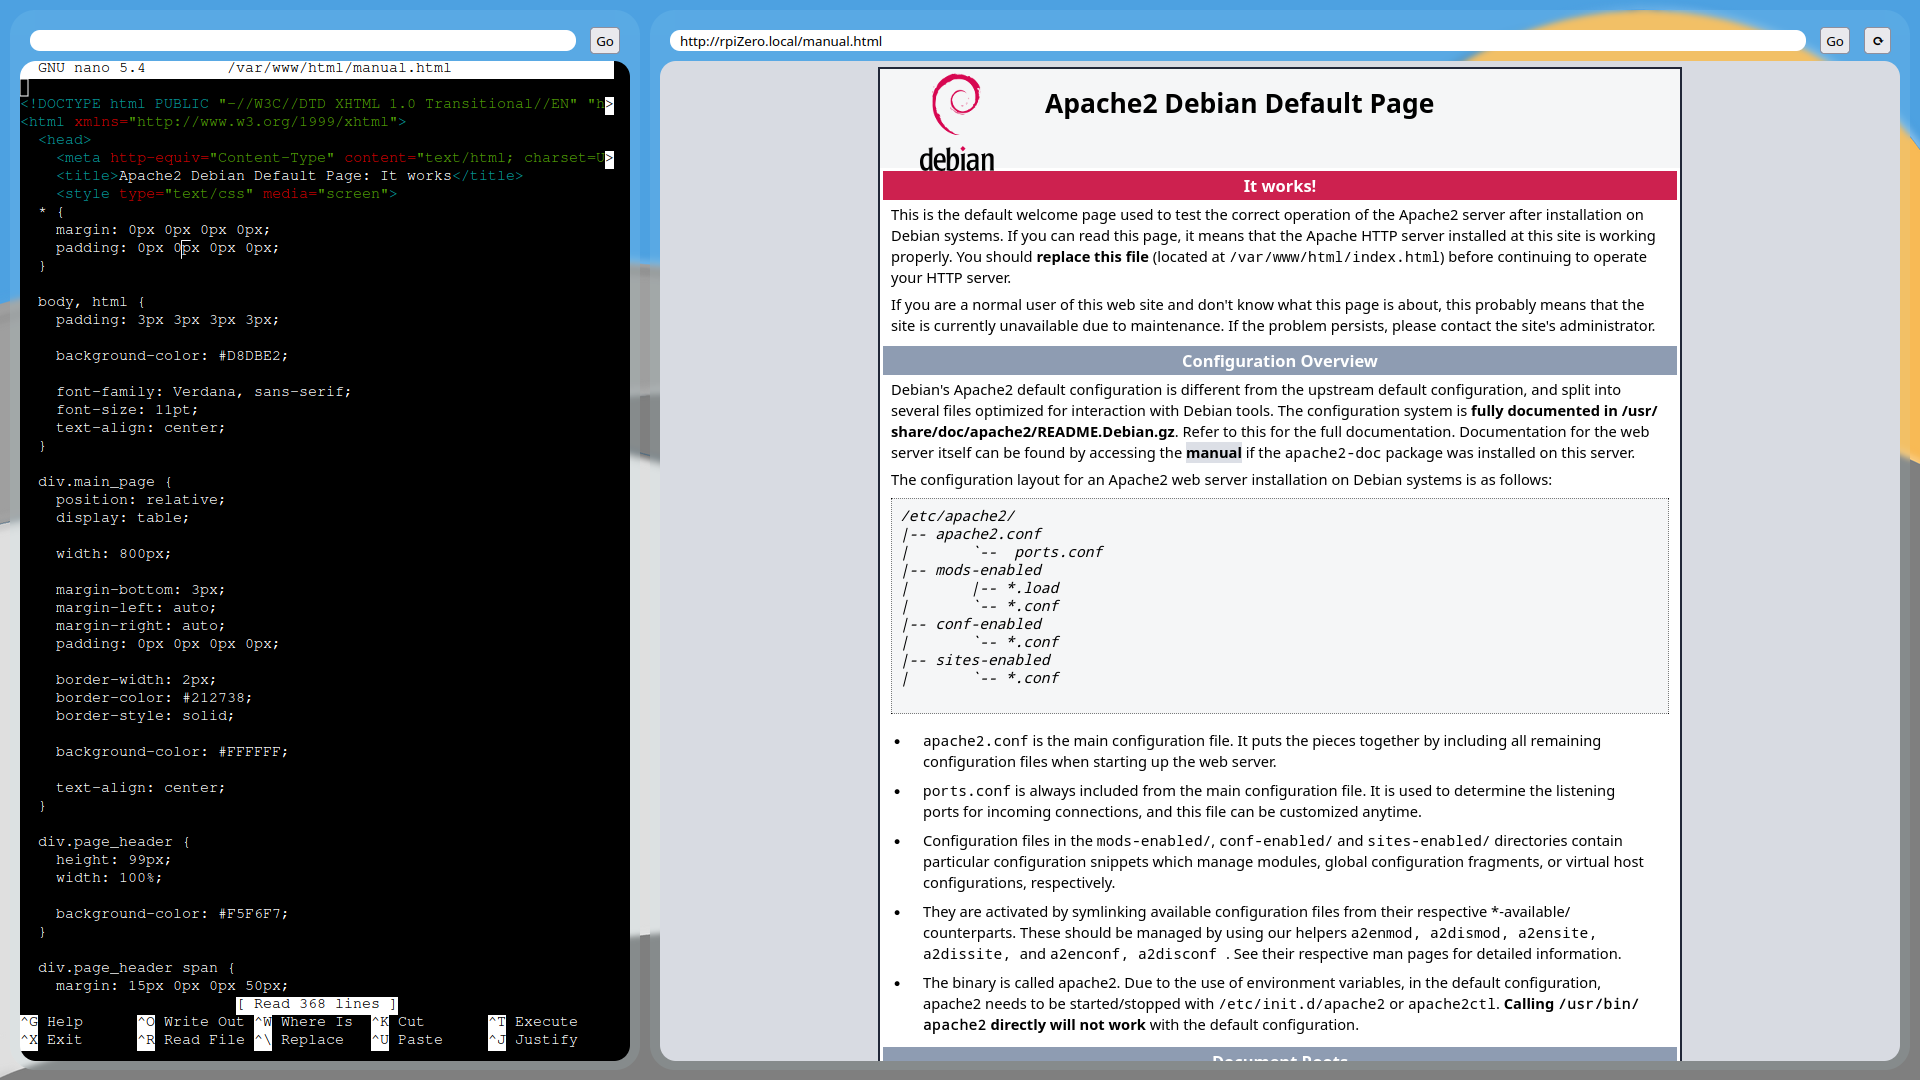 Go
GNU nano 5.4 /var/www/html/manual.html
<!DOCTYPE html PUBLIC "-//W3C//DTD XHTML 1.0 Transitional//EN" "h>
<html xmlns="http://www.w3.org/1999/xhtml">
<head>
<meta http-equiv="Content-Type" content="text/html; charset=U>
<title>Apache2 Debian Default Page: It works</title>
<style type="text/css" media="screen">
* {
margin: 0px 0px 0px 0px;
padding: 0px 0px 0px 0px;
}
body, html {
padding: 3px 3px 3px 3px;
background-color: #D8DBE2;
font-family: Verdana, sans-serif;
font-size: 11pt;
text-align: center;
}
div.main_page {
position: relative;
display: table;
width: 800px;
margin-bottom: 3px;
margin-left: auto;
margin-right: auto;
padding: 0px 0px 0px 0px;
border-width: 2px;
border-color: #212738;
border-style: solid;
background-color: #FFFFFF;
text-align: center;
}
div.page_header {
height: 99px;
width: 100%;
background-color: #F5F6F7;
}
div.page_header span {
margin: 15px 0px 0px 50px;
[ Read 368 lines ]
^G Help ^O Write Out ^W Where Is ^K Cut ^T Execute
^X Exit ^R Read File ^\ Replace ^U Paste ^J Justify
http://rpiZero.local/manual.html Go ⟳
debian
Apache2 Debian Default Page
It works!
This is the default welcome page used to test the correct operation of the Apache2 server after installation on
Debian systems. If you can read this page, it means that the Apache HTTP server installed at this site is working
properly. You should replace this file (located at /var/www/html/index.html) before continuing to operate
your HTTP server.
If you are a normal user of this web site and don't know what this page is about, this probably means that the
site is currently unavailable due to maintenance. If the problem persists, please contact the site's administrator.
Configuration Overview
Debian's Apache2 default configuration is different from the upstream default configuration, and split into
several files optimized for interaction with Debian tools. The configuration system is fully documented in /usr/
share/doc/apache2/README.Debian.gz. Refer to this for the full documentation. Documentation for the web
server itself can be found by accessing the manual if the apache2-doc package was installed on this server.
The configuration layout for an Apache2 web server installation on Debian systems is as follows:
/etc/apache2/
|-- apache2.conf
|       `--  ports.conf
|-- mods-enabled
|       |-- *.load
|       `-- *.conf
|-- conf-enabled
|       `-- *.conf
|-- sites-enabled
|       `-- *.conf
• apache2.conf is the main configuration file. It puts the pieces together by including all remaining
configuration files when starting up the web server.
• ports.conf is always included from the main configuration file. It is used to determine the listening
ports for incoming connections, and this file can be customized anytime.
• Configuration files in the mods-enabled/, conf-enabled/ and sites-enabled/ directories contain
particular configuration snippets which manage modules, global configuration fragments, or virtual host
configurations, respectively.
• They are activated by symlinking available configuration files from their respective *-available/
counterparts. These should be managed by using our helpers a2enmod, a2dismod, a2ensite,
a2dissite, and a2enconf, a2disconf . See their respective man pages for detailed information.
• The binary is called apache2. Due to the use of environment variables, in the default configuration,
apache2 needs to be started/stopped with /etc/init.d/apache2 or apache2ctl. Calling /usr/bin/
apache2 directly will not work with the default configuration.
Document Roots